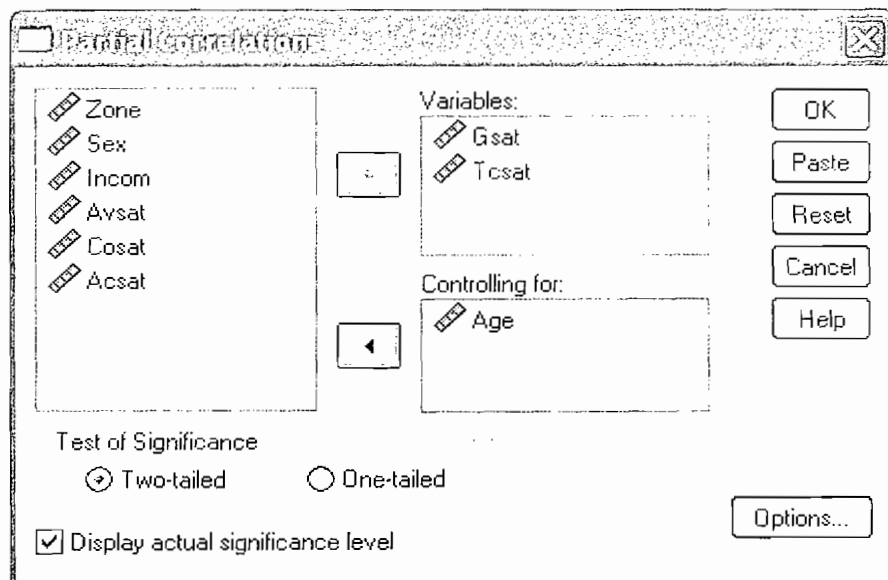 Partial Correlations
Zone
Sex
Incom
Avsat
Cosat
Acsat
Variables:
Gsat
Tcsat
Controlling for:
Age
OK
Paste
Reset
Cancel
Help
Test of Significance
Two-tailed
One-tailed
Display actual significance level
Options...